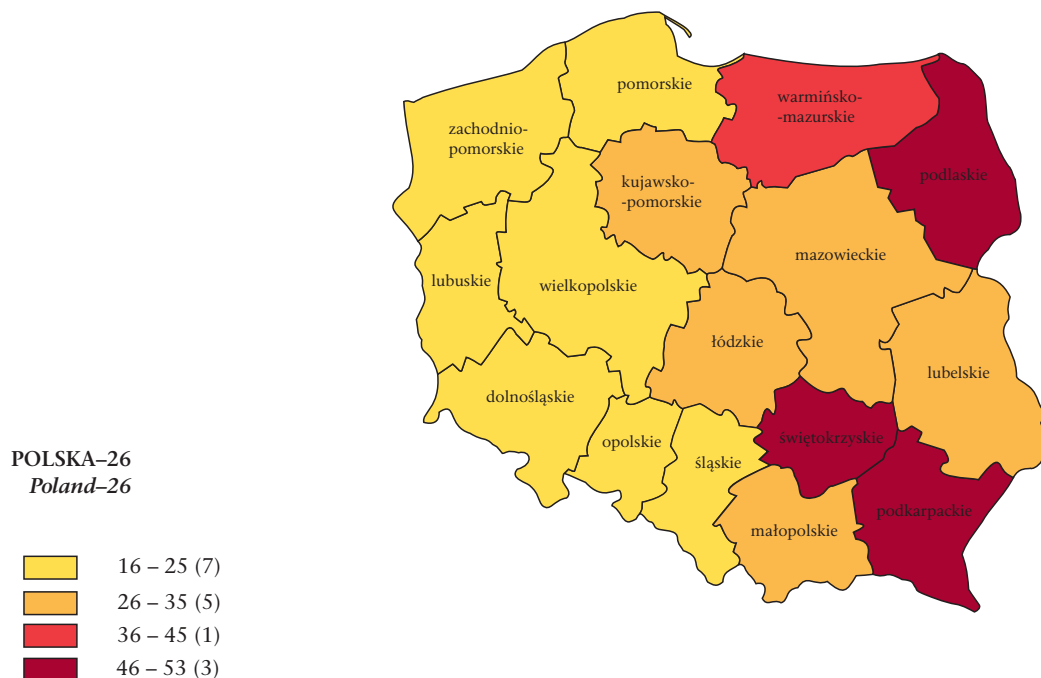 pomorskie
warmińsko-
-mazurskie
zachodnio-
pomorskie
podlaskie
kujawsko-
-pomorskie
mazowieckie
lubuskie
wielkopolskie
łódzkie
lubelskie
dolnośląskie
opolskie
świętokrzyskie
śląskie
podkarpackie
małopolskie
POLSKA–26
Poland–26
16 – 25 (7)
26 – 35 (5)
36 – 45 (1)
46 – 53 (3)